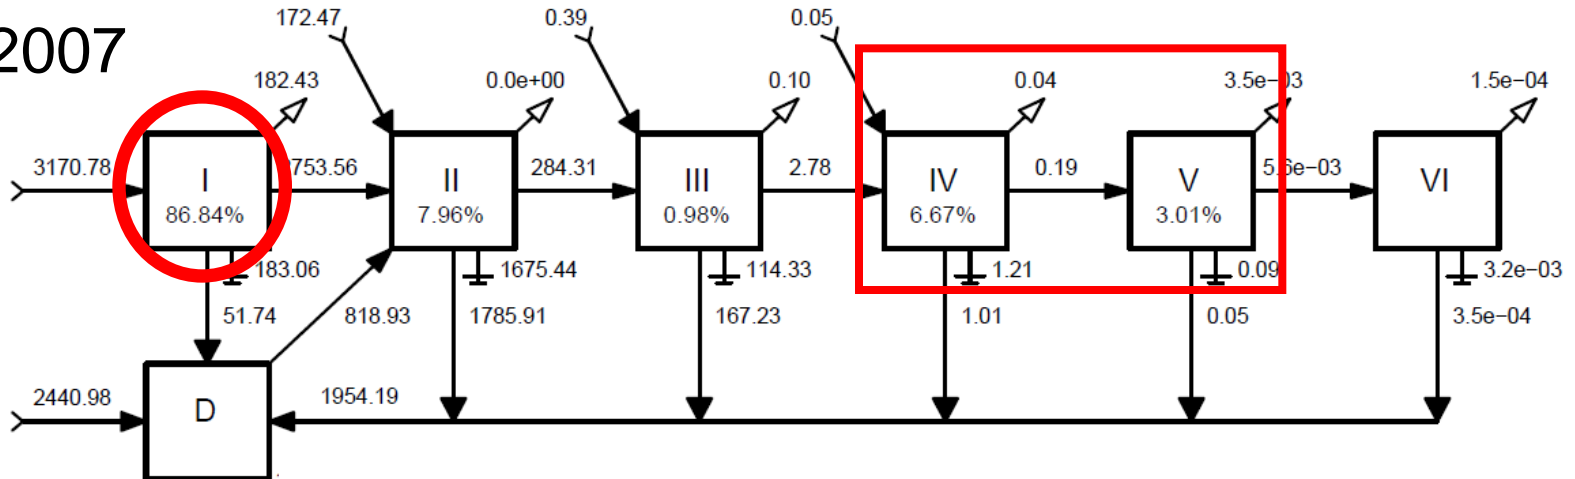 172.47 0.39 0.05
2007
182.43 0.0e+00 0.10 0.04 3.5e−03 1.5e−04
3170.78 I 2753.56 II 284.31 III 2.78 IV 0.19 V 5.6e−03 VI
86.84% 7.96% 0.98% 6.67% 3.01%
183.06 1675.44 114.33 1.21 0.09 3.2e−03
51.74 818.93 1785.91 167.23 1.01 0.05 3.5e−04
2440.98 D 1954.19